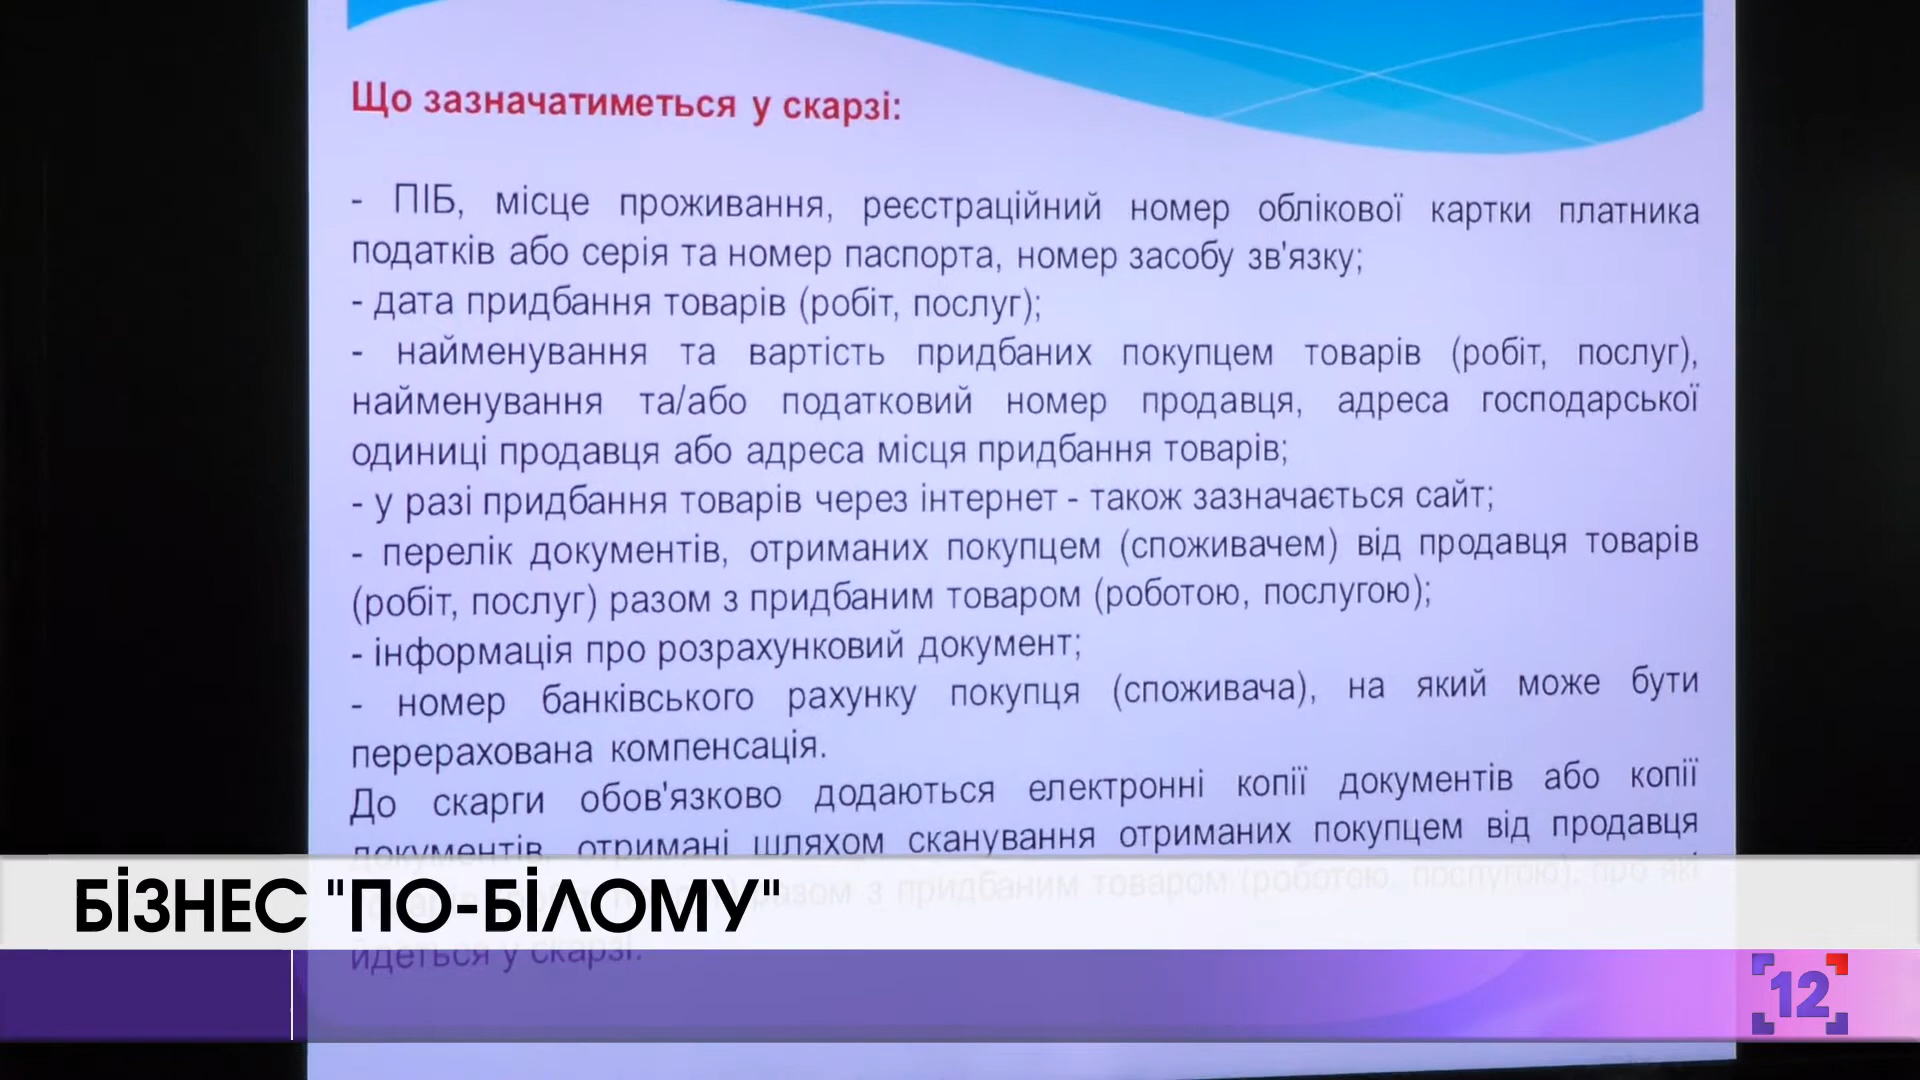 Що зазначатиметься у скарзі:
- ПІБ, місце проживання, реєстраційний номер облікової картки платника
податків або серія та номер паспорта, номер засобу зв'язку;
- дата придбання товарів (робіт, послуг);
- найменування та вартість придбаних покупцем товарів (робіт, послуг),
найменування та/або податковий номер продавця, адреса господарської
одиниці продавця або адреса місця придбання товарів;
- у разі придбання товарів через інтернет - також зазначається сайт;
- перелік документів, отриманих покупцем (споживачем) від продавця товарів
(робіт, послуг) разом з придбаним товаром (роботою, послугою);
- інформація про розрахунковий документ;
- номер банківського рахунку покупця (споживача), на який може бути
перерахована компенсація.
До скарги обов'язково додаються електронні копії документів або копії
документів, отримані шляхом сканування отриманих покупцем від продавця
разом з придбаним товаром (роботою, послугою), про які
йдеться у скарзі.
БІЗНЕС "ПО-БІЛОМУ"
12